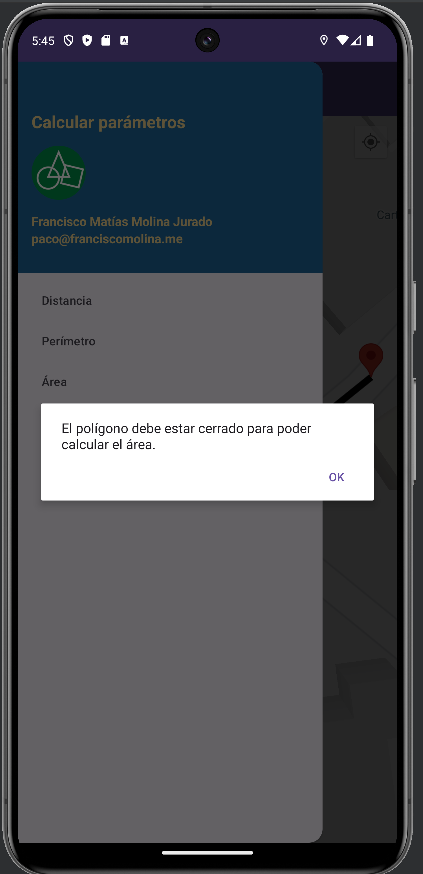 5:45
Calcular parámetros
Francisco Matías Molina Jurado
paco@franciscomolina.me
Distancia
Perímetro
Área
El polígono debe estar cerrado para poder
calcular el área.
OK